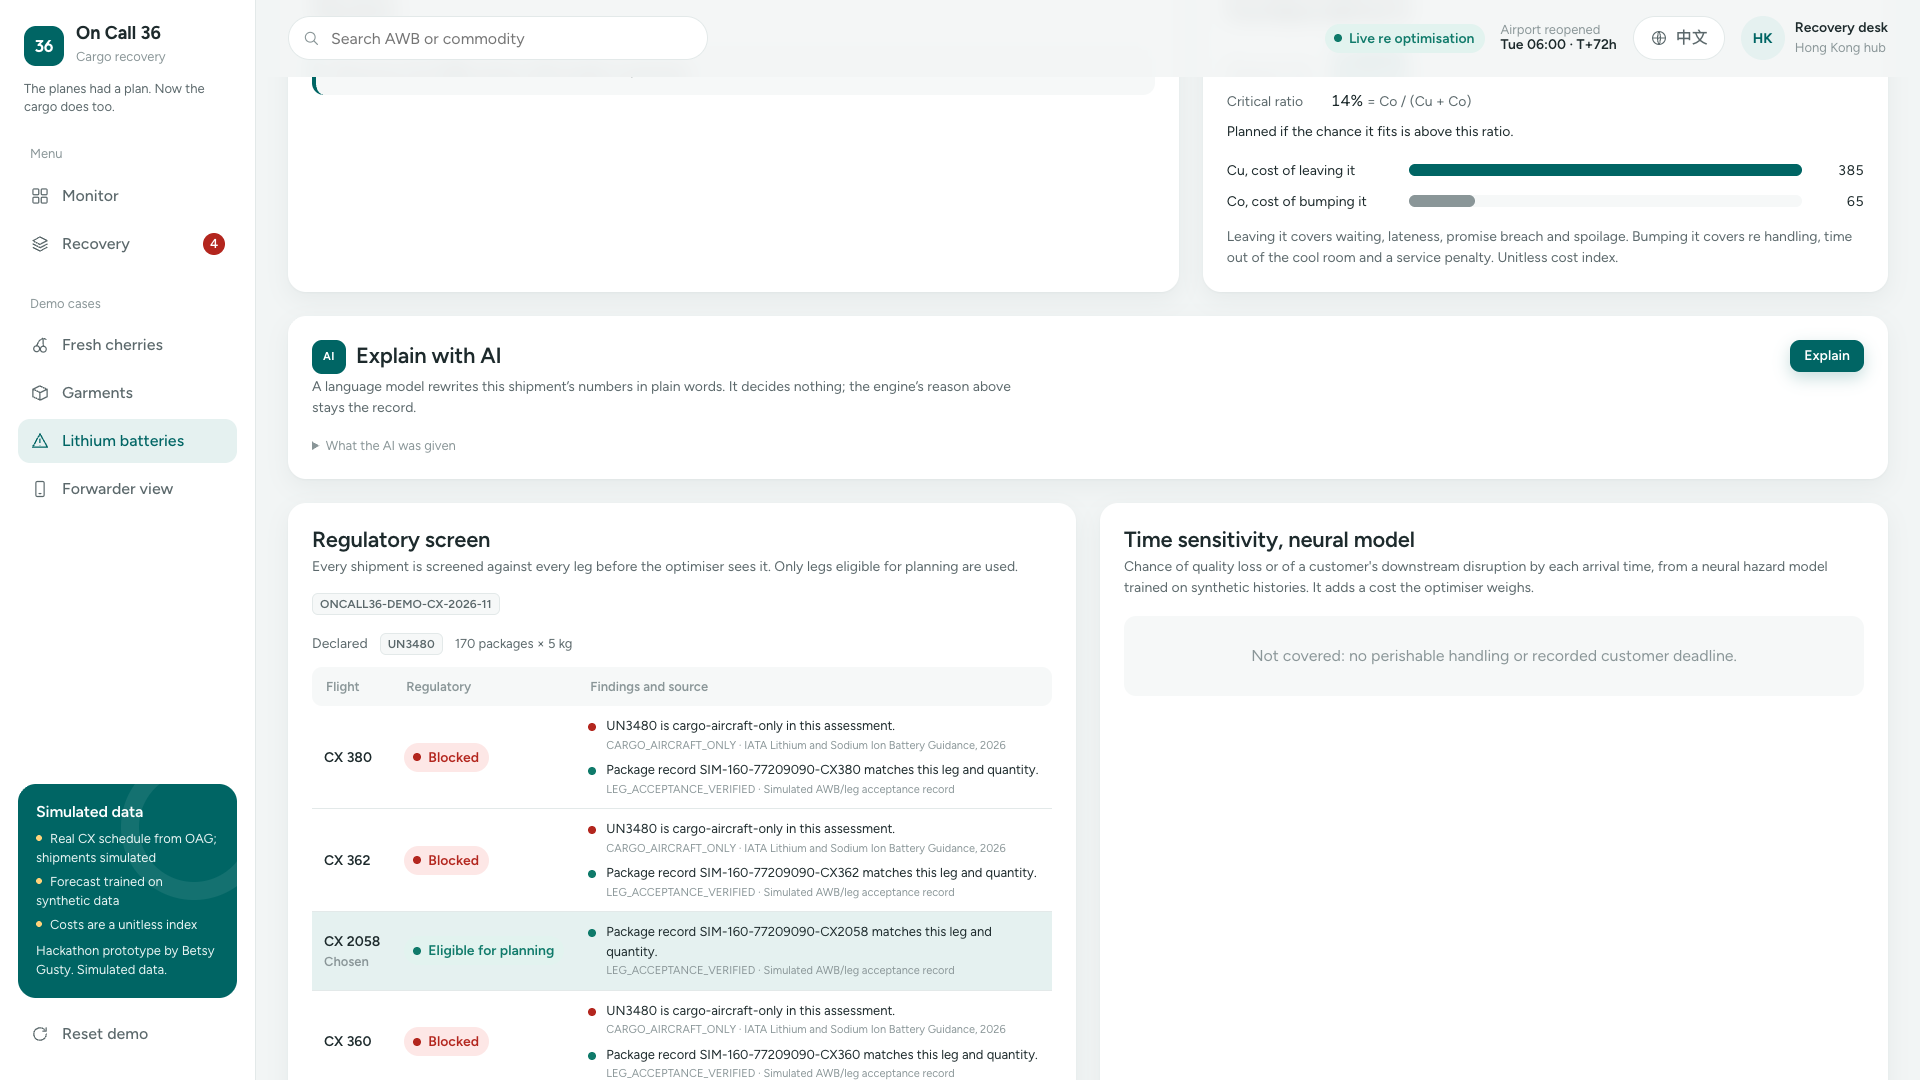 36
On Call 36
Cargo recovery
The planes had a plan. Now the
cargo does too.
Menu
Monitor
Recovery
4
Demo cases
Fresh cherries
Garments
Lithium batteries
Forwarder view
Simulated data
Real CX schedule from OAG;
shipments simulated
Forecast trained on
synthetic data
Costs are a unitless index
Hackathon prototype by Betsy
Gusty. Simulated data.
Reset demo
Search AWB or commodity
Live re optimisation
Airport reopened
Tue 06:00 · T+72h
中文
HK
Recovery desk
Hong Kong hub
Critical ratio 14% = Co / (Cu + Co)
Planned if the chance it fits is above this ratio.
Cu, cost of leaving it 385
Co, cost of bumping it 65
Leaving it covers waiting, lateness, promise breach and spoilage. Bumping it covers re handling, time
out of the cool room and a service penalty. Unitless cost index.
AI
Explain with AI
Explain
A language model rewrites this shipment's numbers in plain words. It decides nothing; the engine's reason above
stays the record.
What the AI was given
Regulatory screen
Every shipment is screened against every leg before the optimiser sees it. Only legs eligible for planning are used.
ONCALL36-DEMO-CX-2026-11
Declared UN3480 170 packages × 5 kg
Flight Regulatory Findings and source
CX 380 Blocked
UN3480 is cargo-aircraft-only in this assessment.
CARGO_AIRCRAFT_ONLY · IATA Lithium and Sodium Ion Battery Guidance, 2026
Package record SIM-160-77209090-CX380 matches this leg and quantity.
LEG_ACCEPTANCE_VERIFIED · Simulated AWB/leg acceptance record
CX 362 Blocked
UN3480 is cargo-aircraft-only in this assessment.
CARGO_AIRCRAFT_ONLY · IATA Lithium and Sodium Ion Battery Guidance, 2026
Package record SIM-160-77209090-CX362 matches this leg and quantity.
LEG_ACCEPTANCE_VERIFIED · Simulated AWB/leg acceptance record
CX 2058
Chosen
Eligible for planning
Package record SIM-160-77209090-CX2058 matches this leg and
quantity.
LEG_ACCEPTANCE_VERIFIED · Simulated AWB/leg acceptance record
CX 360 Blocked
UN3480 is cargo-aircraft-only in this assessment.
CARGO_AIRCRAFT_ONLY · IATA Lithium and Sodium Ion Battery Guidance, 2026
Package record SIM-160-77209090-CX360 matches this leg and quantity.
LEG_ACCEPTANCE_VERIFIED · Simulated AWB/leg acceptance record
Time sensitivity, neural model
Chance of quality loss or of a customer's downstream disruption by each arrival time, from a neural hazard model
trained on synthetic histories. It adds a cost the optimiser weighs.
Not covered: no perishable handling or recorded customer deadline.